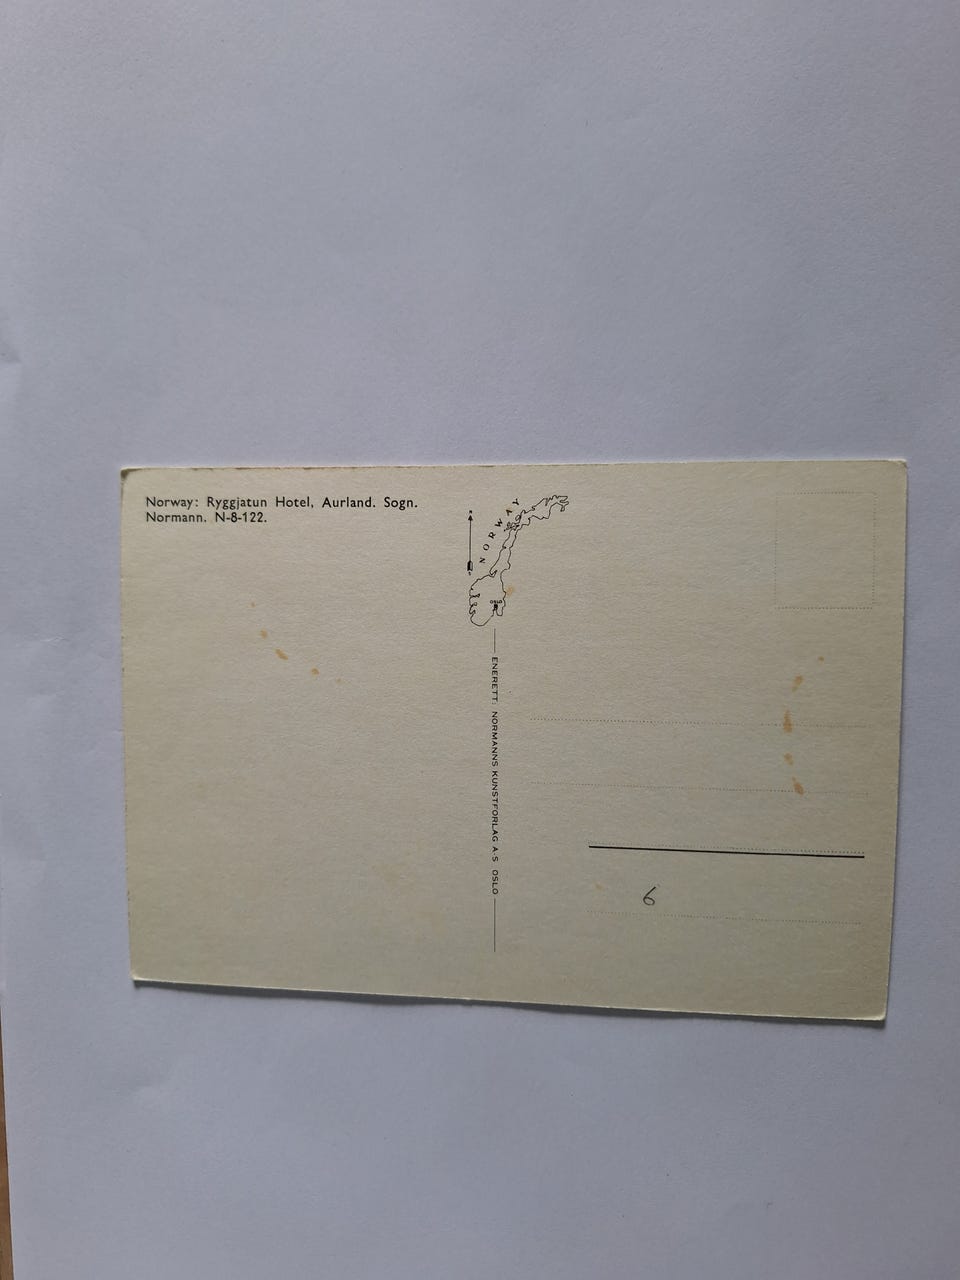 Norway: Ryggjatun Hotel, Aurland. Sogn.
Normann. N-8-122.
NORWAY
OSLO
ENERETT: NORMANNS KUNSTFORLAG A-S OSLO
6